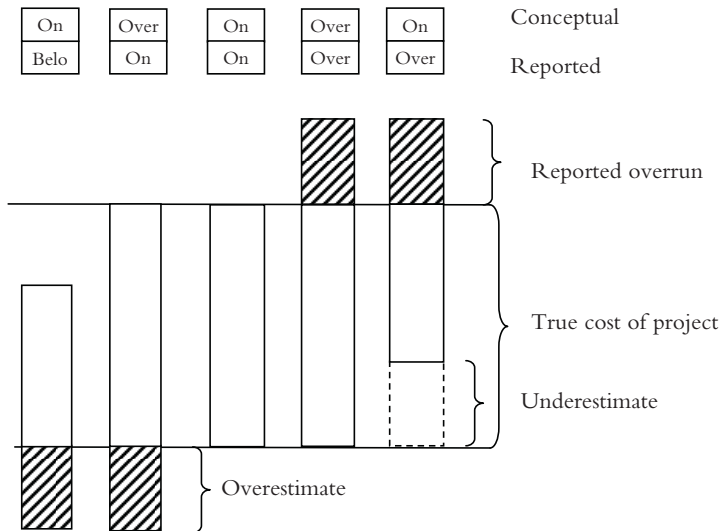 On Over On Over On Conceptual
Belo On On Over Over Reported
Reported overrun
True cost of project
Underestimate
Overestimate